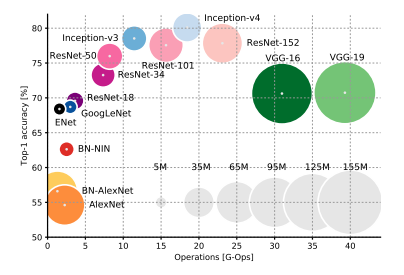 80
Inception-v4
Inception-v3
ResNet-152
ResNet-50
ResNet-101
VGG-16
VGG-19
ResNet-34
75
70
ResNet-18
GoogLeNet
ENet
Top-1 accuracy [%]
65
BN-NIN
60
5M
35M
65M
95M
125M
155M
BN-AlexNet
55
AlexNet
50
0
5
10
15
20
25
30
35
40
Operations [G-Ops]